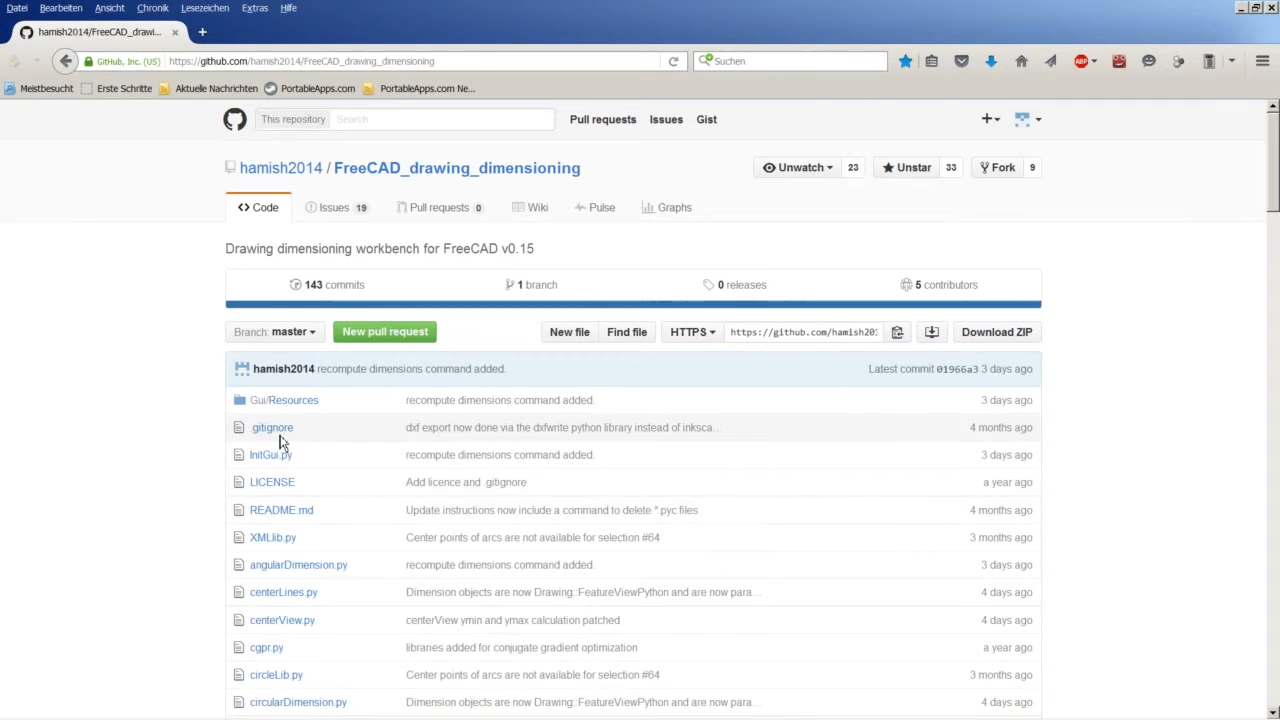 Datei Bearbeiten Ansicht Chronik Lesezeichen Extras Hilfe
hamish2014/FreeCAD_drawi...
GitHub, Inc. (US) https://github.com/hamish2014/FreeCAD_drawing_dimensioning Suchen ABP
Meistbesucht Erste Schritte Aktuelle Nachrichten PortableApps.com PortableApps.com Ne...
This repository Search Pull requests Issues Gist
hamish2014 / FreeCAD_drawing_dimensioning Unwatch 23 Unstar 33 Fork 9
Code Issues 19 Pull requests 0 Wiki Pulse Graphs
Drawing dimensioning workbench for FreeCAD v0.15
143 commits 1 branch 0 releases 5 contributors
Branch: master New pull request New file Find file HTTPS https://github.com/hamish201 Download ZIP
hamish2014 recompute dimensions command added. Latest commit 01966a3 3 days ago
Gui/Resources recompute dimensions command added. 3 days ago
.gitignore dxf export now done via the dxfwrite python library instead of inksca... 4 months ago
InitGui.py recompute dimensions command added. 3 days ago
LICENSE Add licence and .gitignore a year ago
README.md Update instructions now include a command to delete *.pyc files 4 months ago
XMLlib.py Center points of arcs are not available for selection #64 3 months ago
angularDimension.py recompute dimensions command added. 3 days ago
centerLines.py Dimension objects are now Drawing::FeatureViewPython and are now para... 4 days ago
centerView.py centerView ymin and ymax calculation patched 4 days ago
cgpr.py libraries added for conjugate gradient optimization a year ago
circleLib.py Center points of arcs are not available for selection #64 3 months ago
circularDimension.py Dimension objects are now Drawing::FeatureViewPython and are now para... 4 days ago